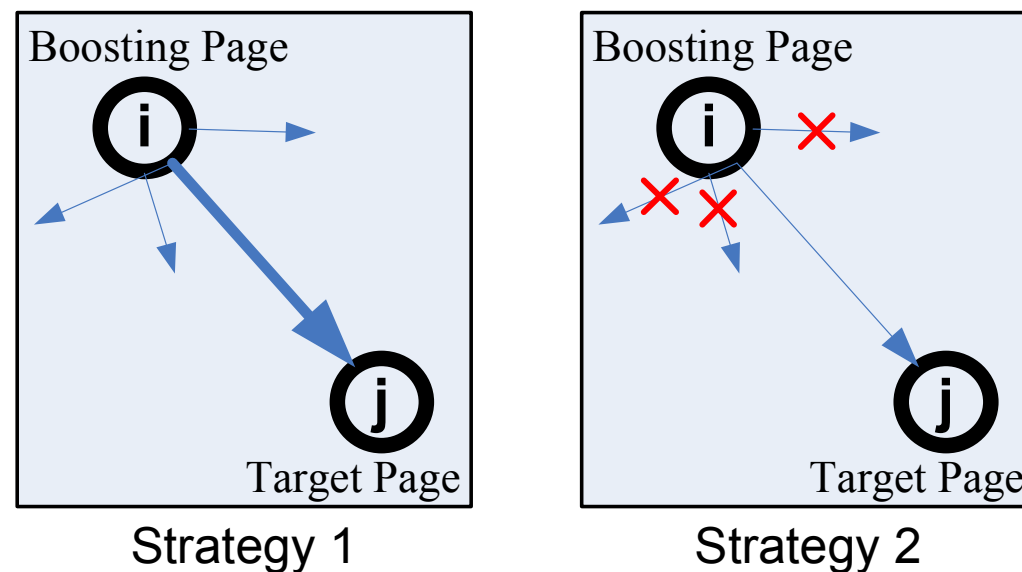 Boosting Page
i
j
Target Page
Strategy 1
Boosting Page
i
j
Target Page
Strategy 2